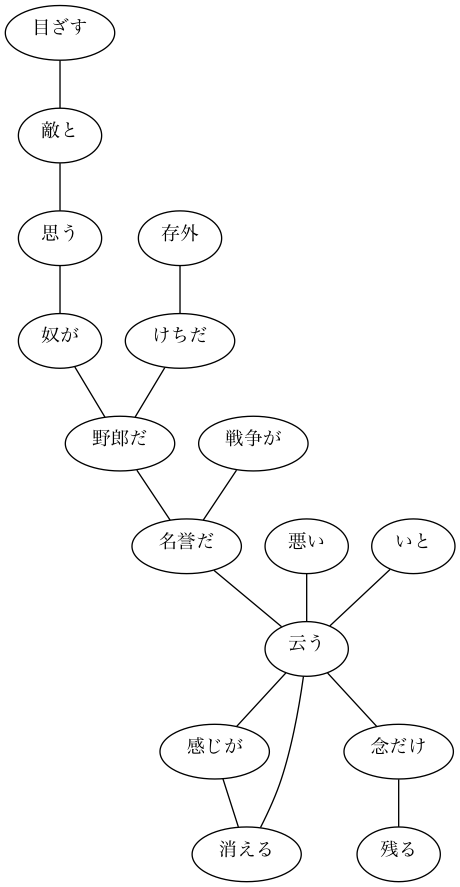 目ざす
敵と
思う
存外
奴が
けちだ
野郎だ
戦争が
名誉だ
悪い
いと
云う
感じが
念だけ
消える
残る